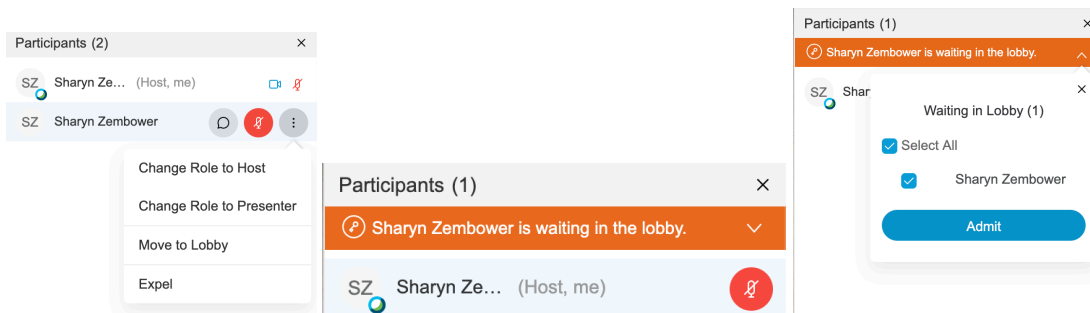 Participants (2)
SZ Sharyn Ze... (Host, me)
SZ Sharyn Zembower
Change Role to Host
Change Role to Presenter
Move to Lobby
Expel
Participants (1)
Sharyn Zembower is waiting in the lobby.
SZ Sharyn Ze... (Host, me)
Participants (1)
Sharyn Zembower is waiting in the lobby.
SZ Shar
Waiting in Lobby (1)
Select All
Sharyn Zembower
Admit